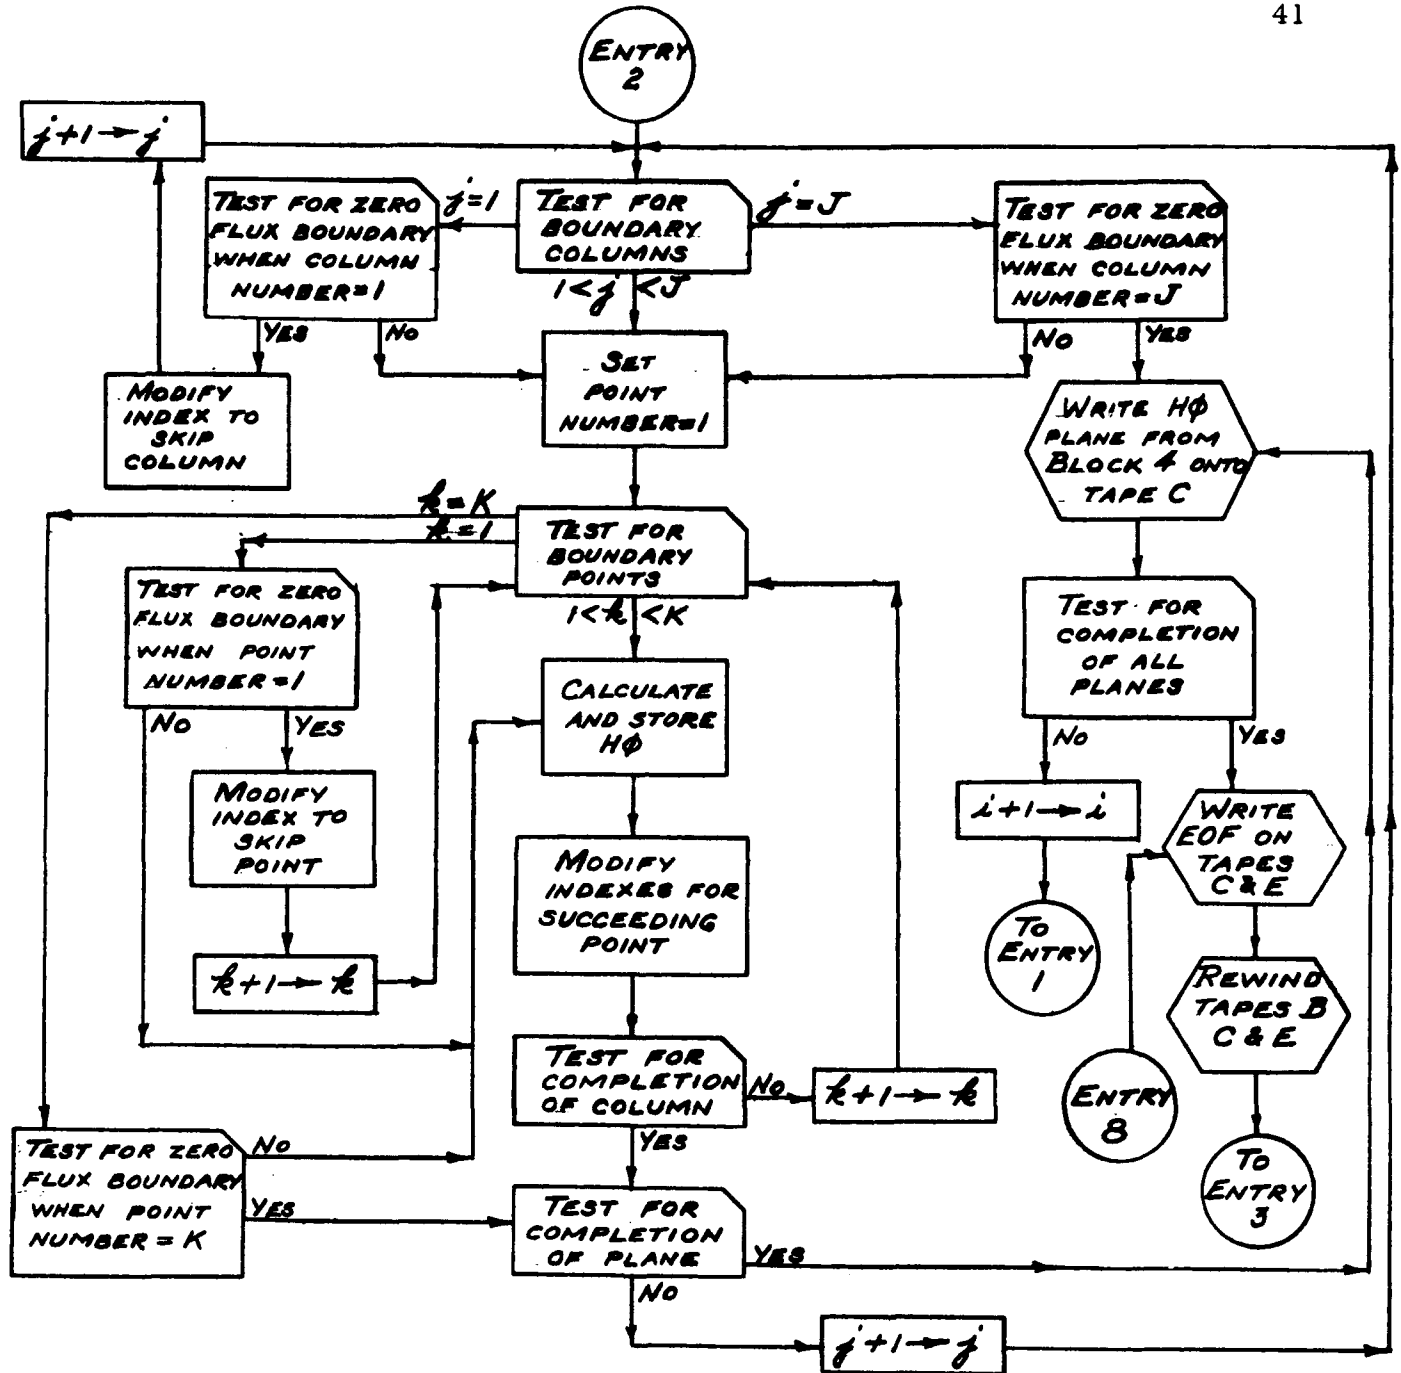 41
ENTRY
2
j+1→j
TEST FOR ZERO
FLUX BOUNDARY
WHEN COLUMN
NUMBER=1
j=1
TEST FOR
BOUNDARY
COLUMNS
j=J
TEST FOR ZERO
FLUX BOUNDARY
WHEN COLUMN
NUMBER=J
1<j<J
YES
NO
NO
YES
MODIFY
INDEX TO
SKIP
COLUMN
SET
POINT
NUMBER=1
WRITE HØ
PLANE FROM
BLOCK 4 ONTO
TAPE C
k=K
k=1
TEST FOR
BOUNDARY
POINTS
1<k<K
TEST FOR ZERO
FLUX BOUNDARY
WHEN POINT
NUMBER=1
NO
YES
TEST FOR
COMPLETION
OF ALL
PLANES
NO
YES
CALCULATE
AND STORE
HØ
MODIFY
INDEX TO
SKIP
POINT
i+1→i
WRITE
EOF ON
TAPES
C & E
MODIFY
INDEXES FOR
SUCCEEDING
POINT
k+1→k
TO
ENTRY
1
REWIND
TAPES B
C & E
TEST FOR
COMPLETION
OF COLUMN
NO
k+1→k
YES
ENTRY
8
TO
ENTRY
3
TEST FOR ZERO
FLUX BOUNDARY
WHEN POINT
NUMBER=K
NO
YES
TEST FOR
COMPLETION
OF PLANE
YES
NO
j+1→j